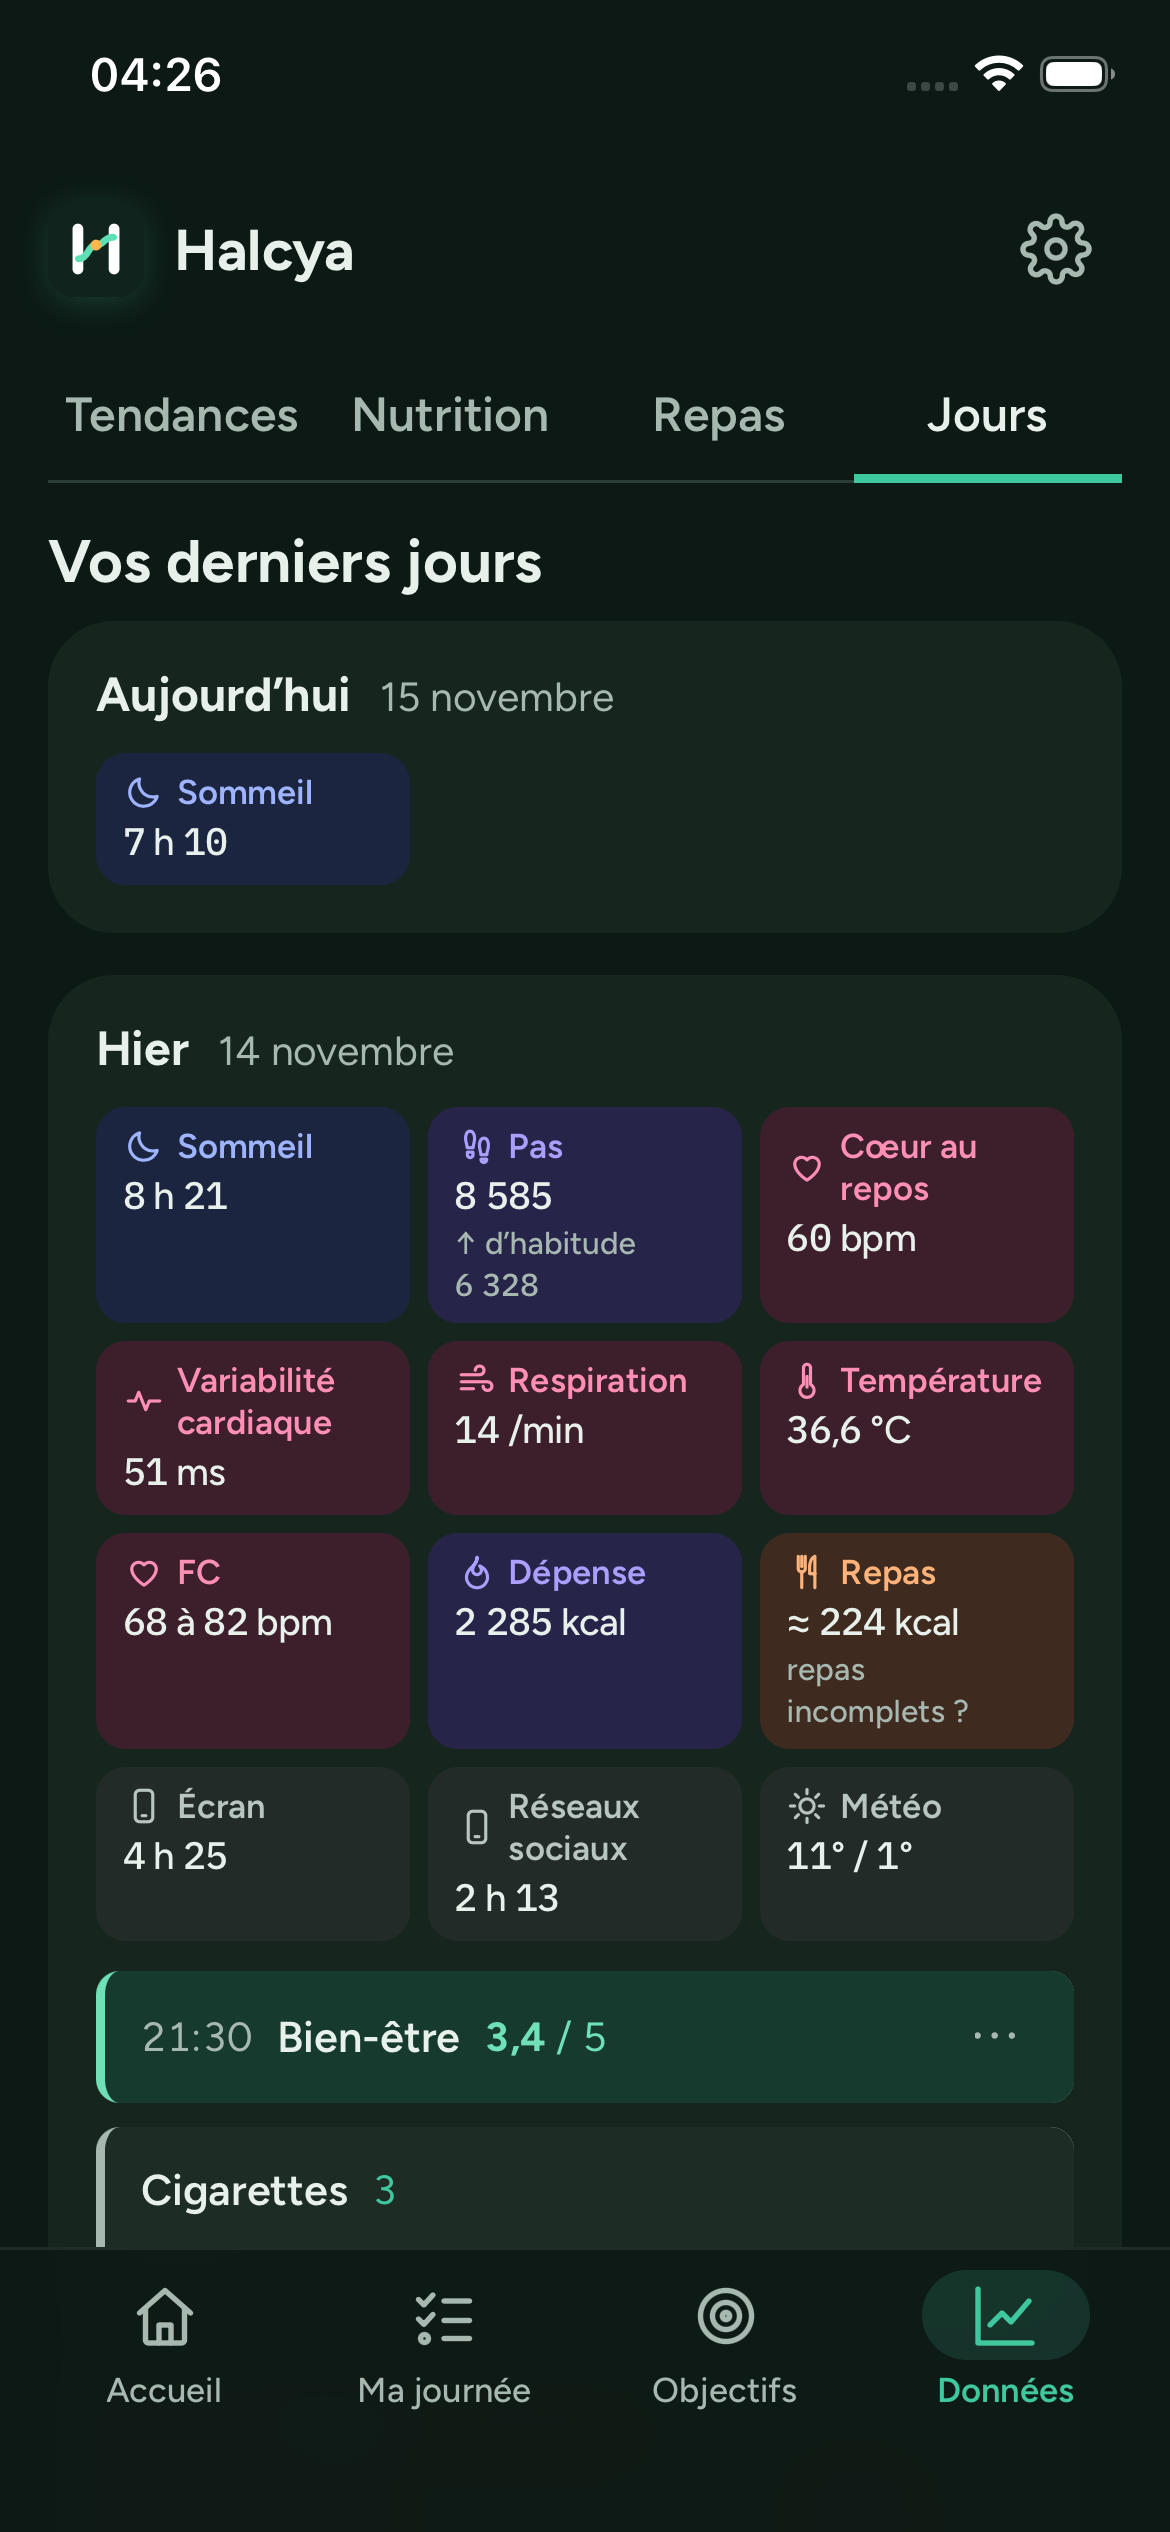 04:26
Halcya
Tendances Nutrition Repas Jours
Vos derniers jours
Aujourd’hui 15 novembre
Sommeil
7 h 10
Hier 14 novembre
Sommeil
8 h 21
Pas
8 585
↑ d’habitude
6 328
Cœur au
repos
60 bpm
Variabilité
cardiaque
51 ms
Respiration
14 /min
Température
36,6 °C
FC
68 à 82 bpm
Dépense
2 285 kcal
Repas
≈ 224 kcal
repas
incomplets ?
Écran
4 h 25
Réseaux
sociaux
2 h 13
Météo
11° / 1°
21:30 Bien-être 3,4 / 5 ...
Cigarettes 3
Accueil Ma journée Objectifs Données